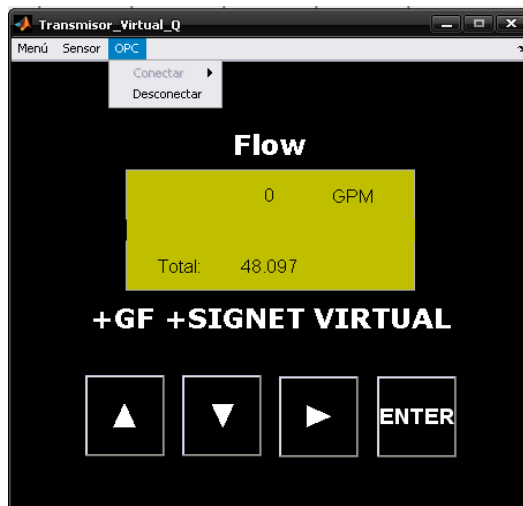 Transmisor_Virtual_Q
Menú Sensor OPC
Conectar
Desconectar
Flow
0 GPM
Total: 48.097
+GF +SIGNET VIRTUAL
ENTER